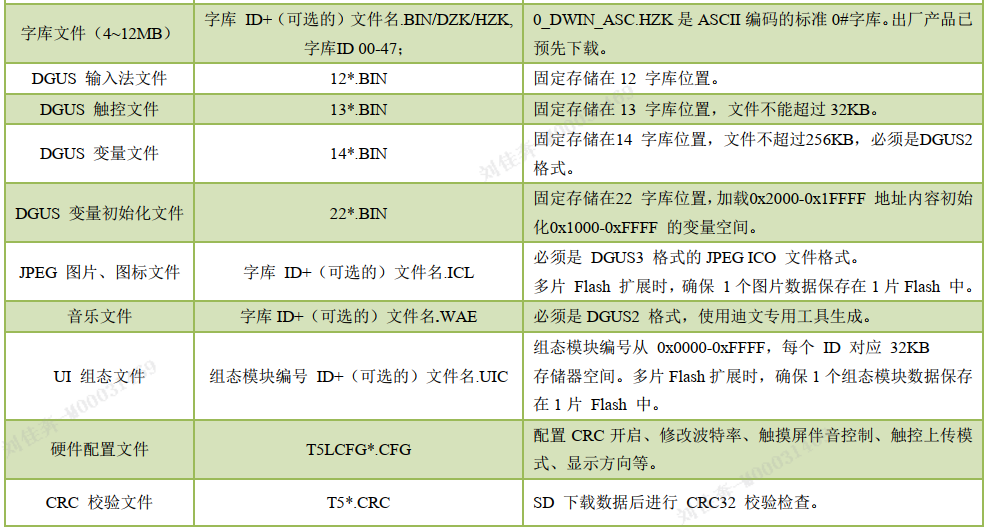 字库文件（4~12MB）
字库 ID+（可选的）文件名.BIN/DZK/HZK,
字库ID 00-47；
0_DWIN_ASC.HZK 是 ASCII 编码的标准 0#字库。出厂产品已
预先下载。
DGUS 输入法文件
12*.BIN
固定存储在 12 字库位置。
DGUS 触控文件
13*.BIN
固定存储在 13 字库位置，文件不能超过 32KB。
DGUS 变量文件
14*.BIN
固定存储在14 字库位置，文件不超过256KB，必须是DGUS2
格式。
DGUS 变量初始化文件
22*.BIN
固定存储在22 字库位置，加载0x2000-0x1FFFF 地址内容初始
化0x1000-0xFFFF 的变量空间。
JPEG 图片、图标文件
字库 ID+（可选的）文件名.ICL
必须是 DGUS3 格式的JPEG ICO 文件格式。
多片 Flash 扩展时，确保 1 个图片数据保存在 1 片 Flash 中。
音乐文件
字库ID+（可选的）文件名.WAE
必须是DGUS2 格式，使用迪文专用工具生成。
UI 组态文件
组态模块编号 ID+（可选的）文件名.UIC
组态模块编号从 0x0000-0xFFFF，每个 ID 对应 32KB
存储器空间。多片Flash扩展时，确保1个组态模块数据保存
在1片 Flash 中。
硬件配置文件
T5LCFG*.CFG
配置 CRC 开启、修改波特率、触摸屏伴音控制、触控上传模
式、显示方向等。
CRC 校验文件
T5*.CRC
SD 下载数据后进行 CRC32 校验检查。